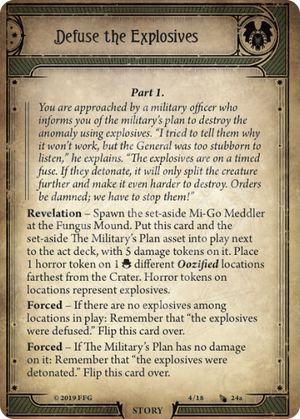 Defuse the Explosives
Part 1.
You are approached by a military officer who
informs you of the military's plan to destroy the
anomaly using explosives. "I tried to tell them why
it won't work, but the General was too stubborn to
listen," he explains. "The explosives are on a timed
fuse. If they detonate, it will only split the creature
further and make it even harder to destroy. Orders
be damned; we have to stop them!"
Revelation – Spawn the set-aside Mi-Go Meddler
at the Fungus Mound. Put this card and the
set-aside The Military's Plan asset into play next
to the act deck, with 5 damage tokens on it. Place
1 horror token on 1 different Oozified locations
farthest from the Crater. Horror tokens on
locations represent explosives.
Forced – If there are no explosives among
locations in play: Remember that "the explosives
were defused." Flip this card over.
Forced – If The Military's Plan has no damage
on it: Remember that "the explosives were
detonated." Flip this card over.
© 2019 FFG
4/18
24a
STORY